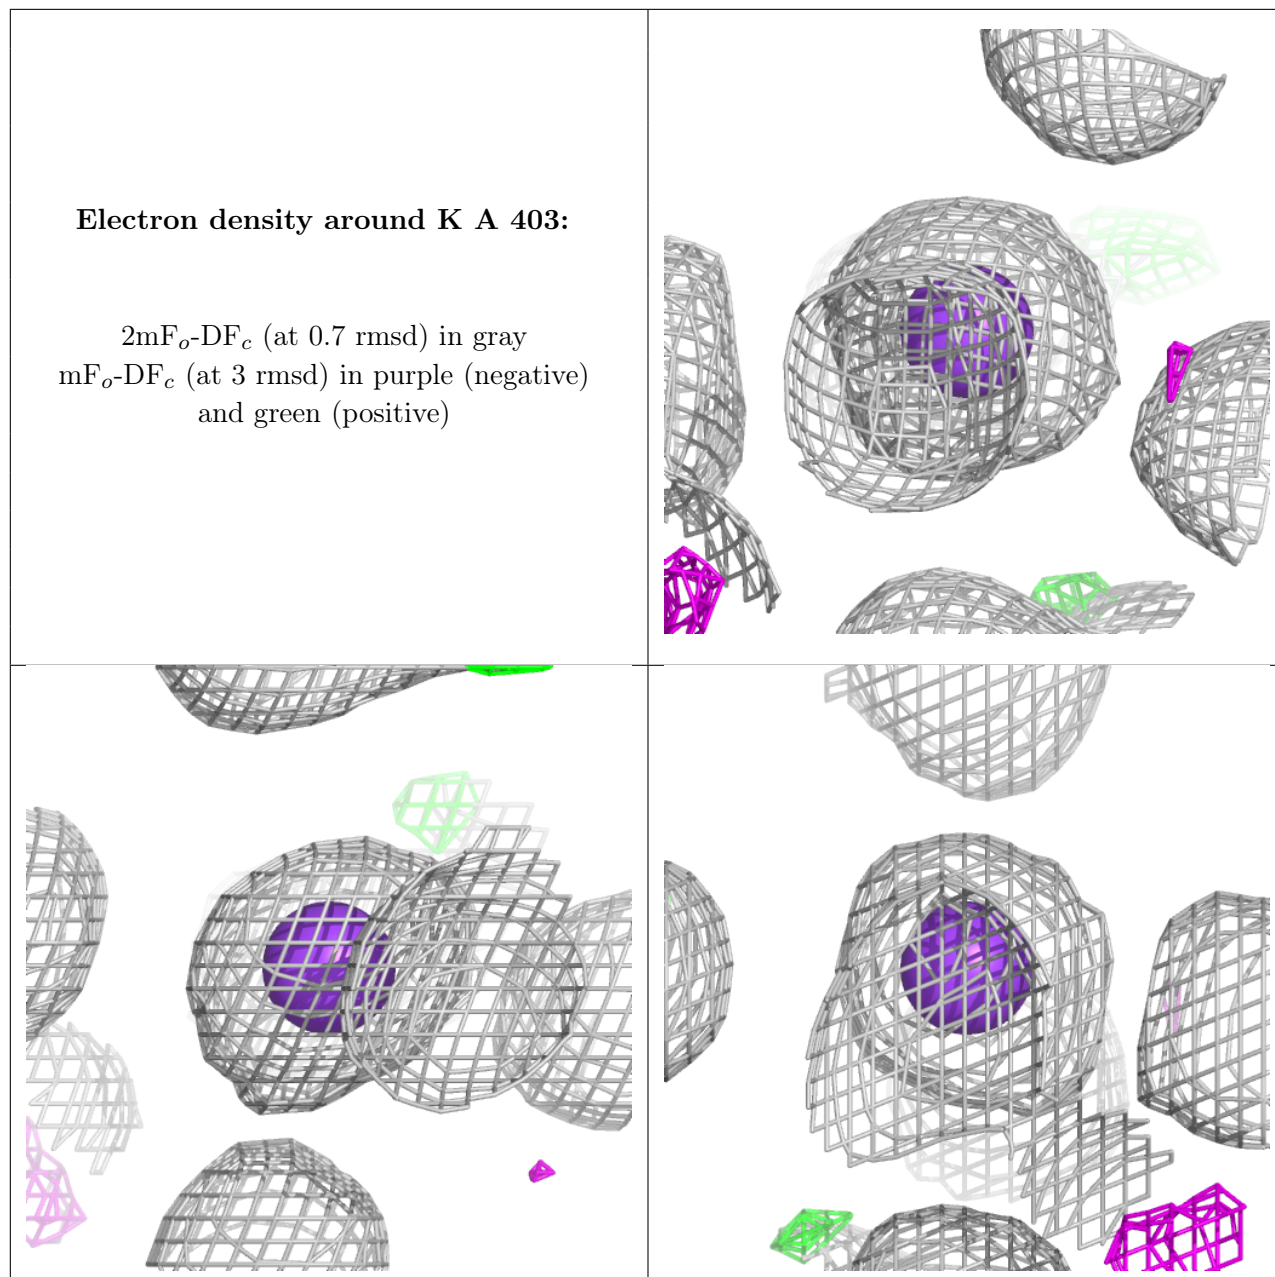 Electron density around K A 403:
2mFo-DFc (at 0.7 rmsd) in gray
mFo-DFc (at 3 rmsd) in purple (negative)
and green (positive)